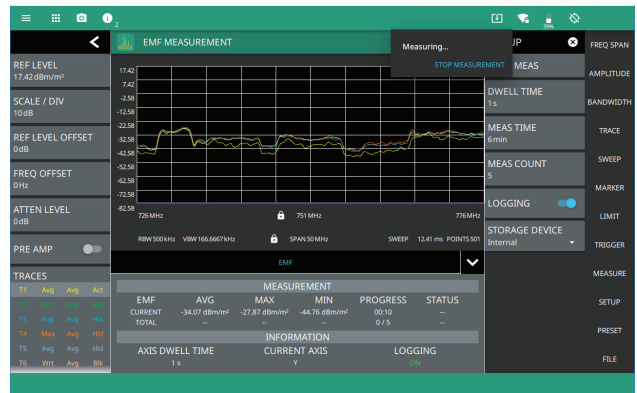 2
39%
EMF MEASUREMENT
Measuring...
STOP MEASUREMENT
UP
MEAS
REF LEVEL
17.42 dBm/m²
SCALE / DIV
10 dB
REF LEVEL OFFSET
0 dB
FREQ OFFSET
0 Hz
ATTEN LEVEL
0 dB
PRE AMP
TRACES
T1 Avg Avg Act
T3 Avg Avg Hld
T4 Max Avg Hld
T5 Avg Avg Hld
T6 Wrt Avg Blk
17.42
7.42
-2.58
-12.58
-22.58
-32.58
-42.58
-52.58
-62.58
-72.58
-82.58
726 MHz 751 MHz 776 MHz
RBW 500 kHz VBW 166.6667 kHz SPAN 50 MHz SWEEP 12.41 ms POINTS 501
EMF
MEASUREMENT
EMF AVG MAX MIN PROGRESS STATUS
CURRENT -34.07 dBm/m² -27.87 dBm/m² -44.76 dBm/m² 00:10 --
TOTAL -- -- -- 0 / 5 --
INFORMATION
AXIS DWELL TIME CURRENT AXIS LOGGING
1 s Y ON
DWELL TIME
1 s
MEAS TIME
6 min
MEAS COUNT
5
LOGGING
STORAGE DEVICE
Internal
FREQ SPAN
AMPLITUDE
BANDWIDTH
TRACE
SWEEP
MARKER
LIMIT
TRIGGER
MEASURE
SETUP
PRESET
FILE